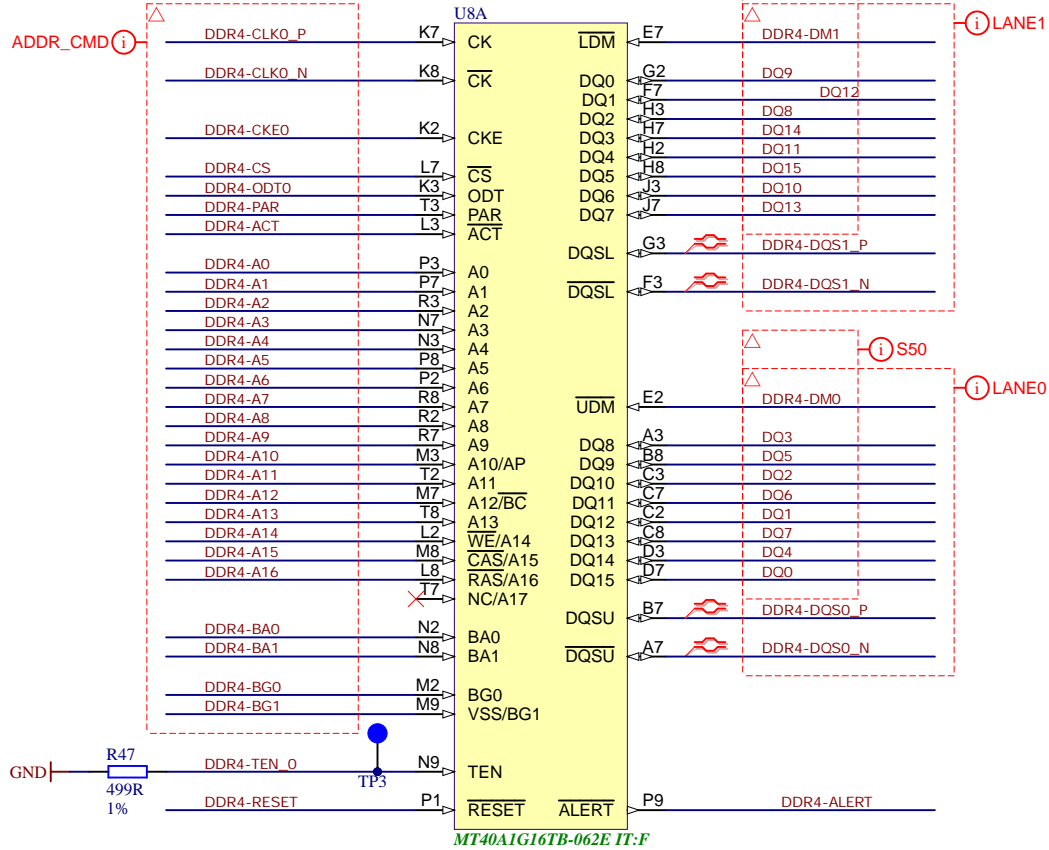 U8A
ADDR_CMD i
DDR4-CLK0_P K7 CK
DDR4-CLK0_N K8 CK
DDR4-CKE0 K2 CKE
DDR4-CS L7 CS
DDR4-ODT0 K3 ODT
DDR4-PAR T3 PAR
DDR4-ACT L3 ACT
DDR4-A0 P3 A0
DDR4-A1 P7 A1
DDR4-A2 R3 A2
DDR4-A3 N7 A3
DDR4-A4 N3 A4
DDR4-A5 P8 A5
DDR4-A6 P2 A6
DDR4-A7 R8 A7
DDR4-A8 R2 A8
DDR4-A9 R7 A9
DDR4-A10 M3 A10/AP
DDR4-A11 T2 A11
DDR4-A12 M7 A12/BC
DDR4-A13 T8 A13
DDR4-A14 L2 WE/A14
DDR4-A15 M8 CAS/A15
DDR4-A16 L8 RAS/A16
T7 NC/A17
DDR4-BA0 N2 BA0
DDR4-BA1 N8 BA1
DDR4-BG0 M2 BG0
DDR4-BG1 M9 VSS/BG1
GND R47 499R 1% DDR4-TEN_0 TP3 N9 TEN
DDR4-RESET P1 RESET
i LANE1
LDM E7 DDR4-DM1
DQ0 G2 DQ9
DQ1 F7 DQ12
DQ2 H3 DQ8
DQ3 H7 DQ14
DQ4 H2 DQ11
DQ5 H8 DQ15
DQ6 J3 DQ10
DQ7 J7 DQ13
DQSL G3 DDR4-DQS1_P
DQSL F3 DDR4-DQS1_N
i S50
i LANE0
UDM E2 DDR4-DM0
DQ8 A3 DQ3
DQ9 B8 DQ5
DQ10 C3 DQ2
DQ11 C7 DQ6
DQ12 C2 DQ1
DQ13 C8 DQ7
DQ14 D3 DQ4
DQ15 D7 DQ0
DQSU B7 DDR4-DQS0_P
DQSU A7 DDR4-DQS0_N
ALERT P9 DDR4-ALERT
MT40A1G16TB-062E IT:F